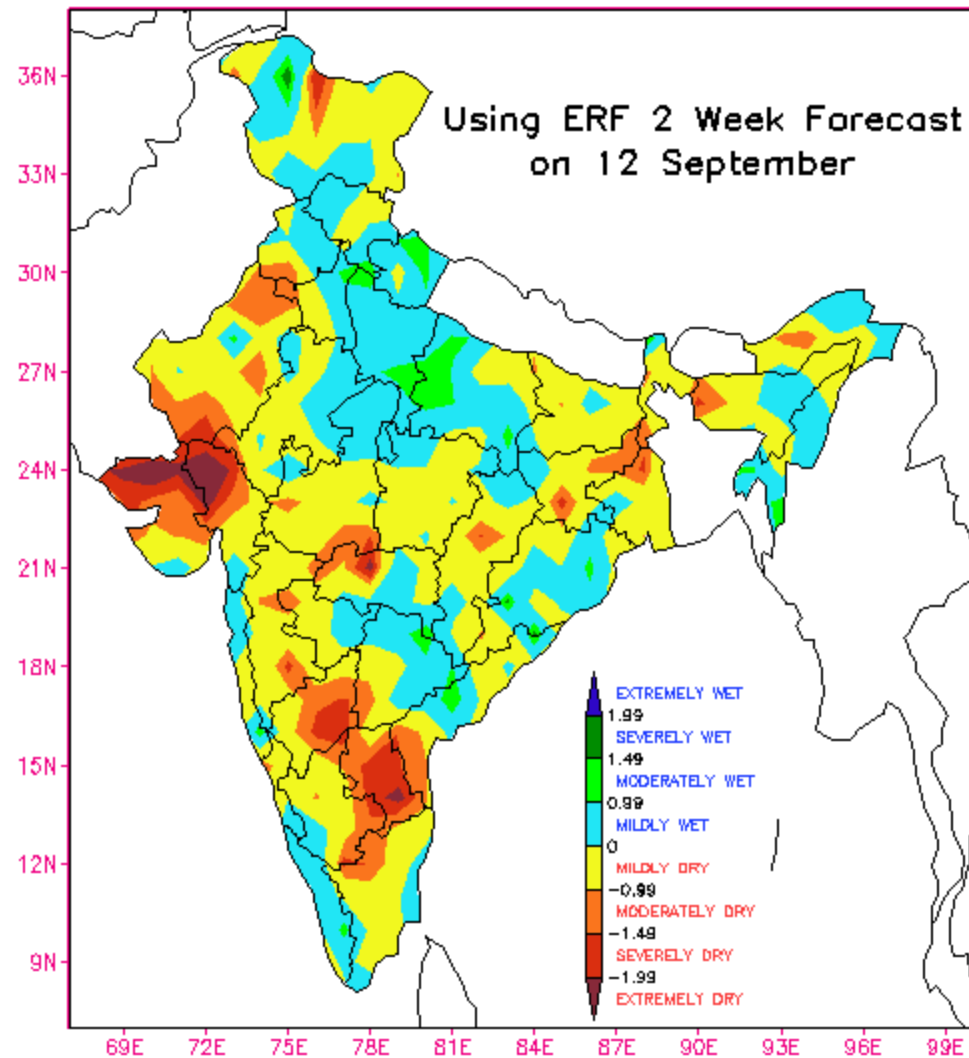 Using ERF 2 Week Forecast
on 12 September
36N
33N
30N
27N
24N
21N
18N
15N
12N
9N
EXTREMELY WET
1.99
SEVERELY WET
1.49
MODERATELY WET
0.99
MILDLY WET
0
MILDLY DRY
-0.99
MODERATELY DRY
-1.49
SEVERELY DRY
-1.99
EXTREMELY DRY
69E 72E 75E 78E 81E 84E 87E 90E 93E 96E 99E